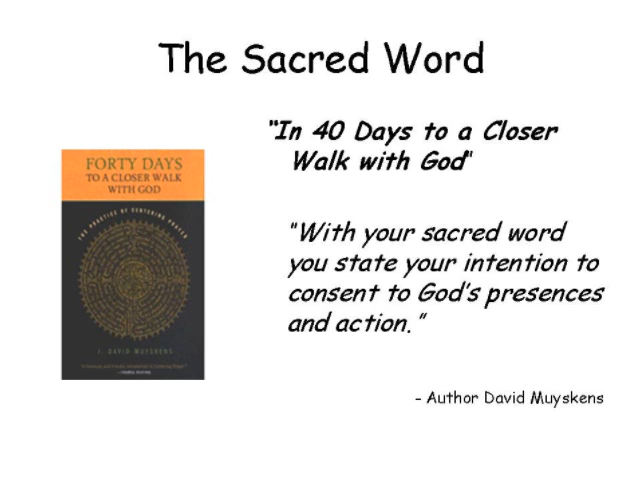 The Sacred Word
"In 40 Days to a Closer
Walk with God"
FORTY DAYS
TO A CLOSER WALK
WITH GOD
THE PRACTICE OF CENTERING PRAYER
J. DAVID MUYSKENS
"With your sacred word
you state your intention to
consent to God's presences
and action."
- Author David Muyskens